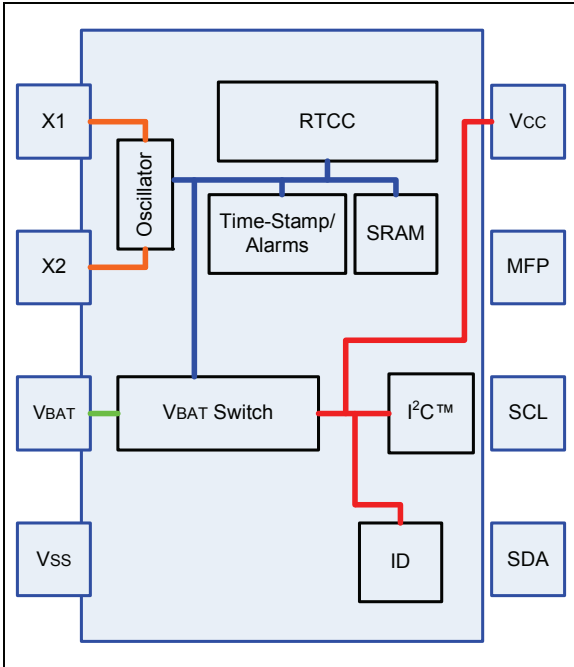 X1
X2
VBAT
VSS
Oscillator
RTCC
Time-Stamp/
Alarms
SRAM
VBAT Switch
I²C™
ID
VCC
MFP
SCL
SDA